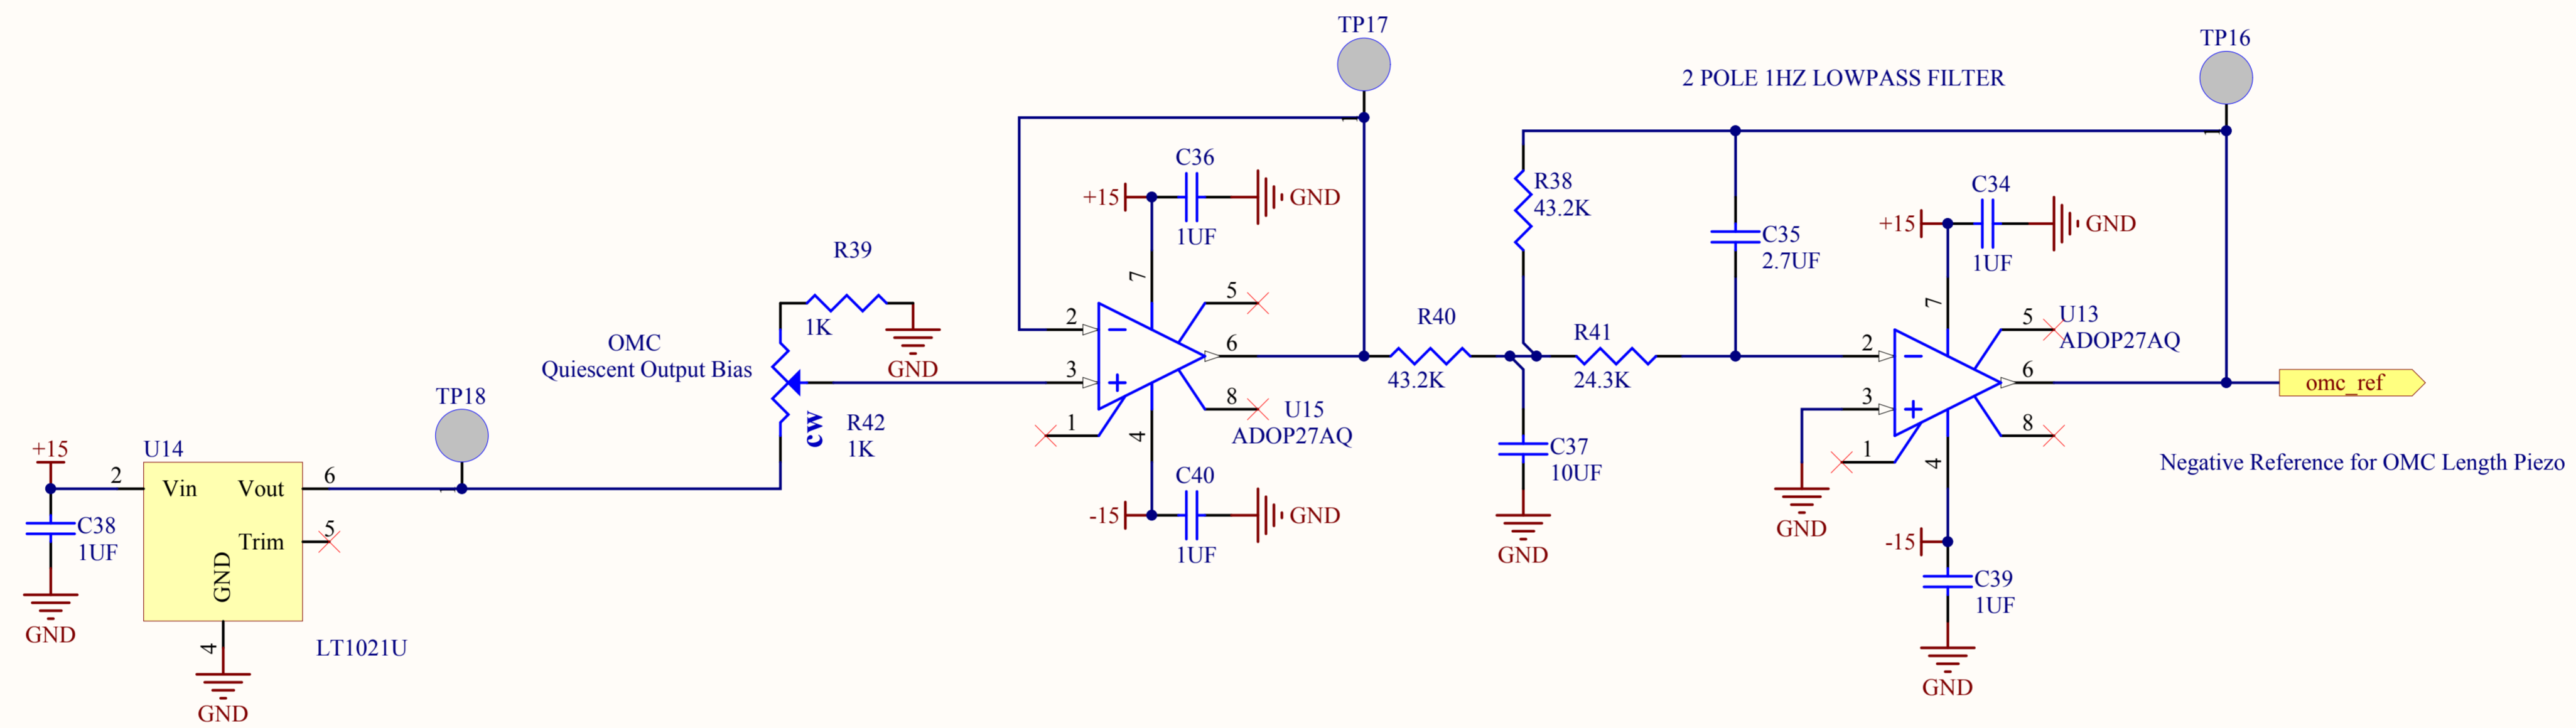 TP17
TP16
2 POLE 1HZ LOWPASS FILTER
C36
+15
GND
1UF
7
5
2
3
6
8
1
4
U15
ADOP27AQ
C40
-15
GND
1UF
R39
1K
GND
OMC
Quiescent Output Bias
cw
R42
1K
TP18
+15
U14
2
Vin
Vout
6
Trim
5
GND
4
C38
1UF
GND
LT1021U
GND
1
R38
43.2K
C35
2.7UF
R40
43.2K
R41
24.3K
C37
10UF
GND
C34
+15
GND
1UF
7
5
U13
ADOP27AQ
2
3
6
8
1
4
omc_ref
GND
Negative Reference for OMC Length Piezo
-15
C39
1UF
GND